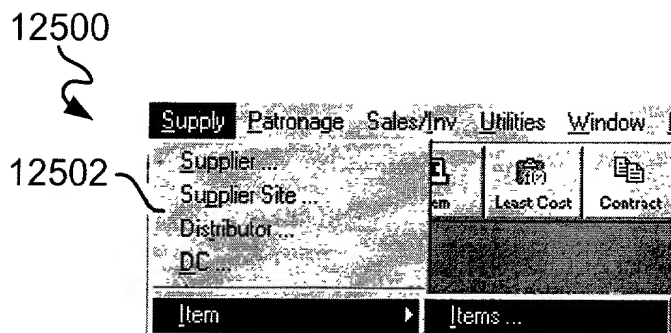 12500
Supply Patronage Sales/Inv Utilities Window
12502
Supplier ...
Supplier Site ...
Distributor ...
DC ...
Least Cost Contract
Item Items ...